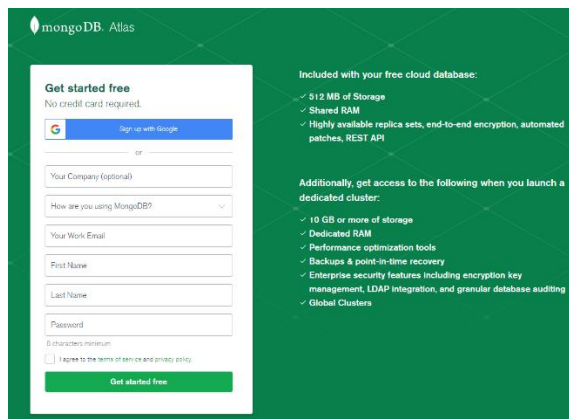 mongoDB. Atlas
Get started free
No credit card required.
G Sign up with Google
or
Your Company (optional)
How are you using MongoDB?
Your Work Email
First Name
Last Name
Password
8 characters minimum
I agree to the terms of service and privacy policy.
Get started free
Included with your free cloud database:
✓ 512 MB of Storage
✓ Shared RAM
✓ Highly available replica sets, end-to-end encryption, automated
patches, REST API
Additionally, get access to the following when you launch a
dedicated cluster:
✓ 10 GB or more of storage
✓ Dedicated RAM
✓ Performance optimization tools
✓ Backups & point-in-time recovery
✓ Enterprise security features including encryption key
management, LDAP integration, and granular database auditing
✓ Global Clusters